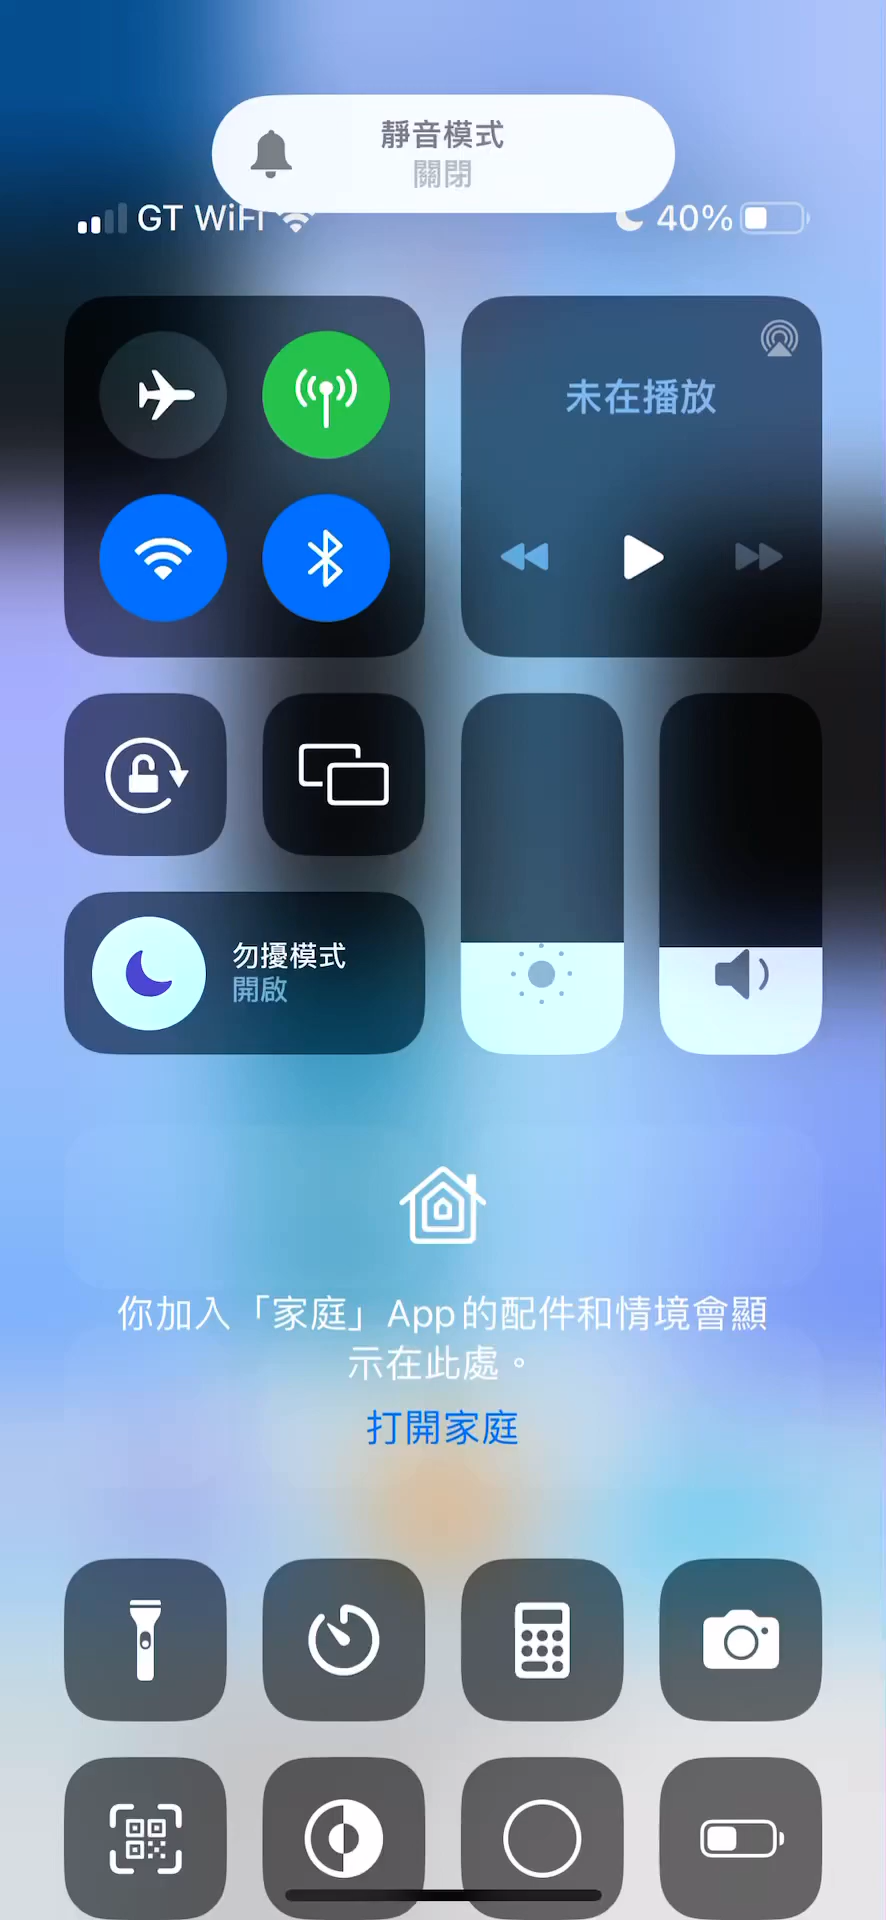 靜音模式
關閉
GT WiFi
40%
未在播放
勿擾模式
開啟
你加入「家庭」App的配件和情境會顯
示在此處。
打開家庭